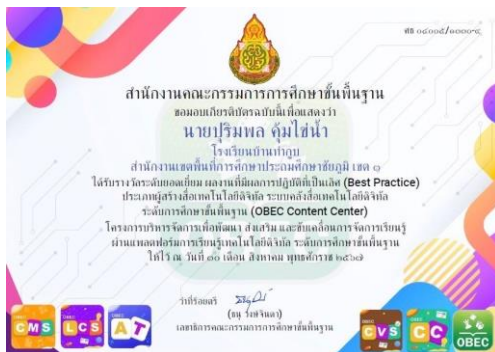 ที่ ๐๔๐๐๕/๑๐๐๐๙๘
สำนักงานคณะกรรมการการศึกษาขั้นพื้นฐาน
ขอมอบเกียรติบัตรฉบับนี้เพื่อแสดงว่า
นายปุริมพล คุ้มไข่น้ำ
โรงเรียนบ้านท่ากูบ
สำนักงานเขตพื้นที่การศึกษาประถมศึกษาชัยภูมิ เขต ๑
ได้รับรางวัลระดับยอดเยี่ยม ผลงานที่มีผลการปฏิบัติที่เป็นเลิศ (Best Practice)
ประเภทผู้สร้างสื่อเทคโนโลยีดิจิทัล ระบบคลังสื่อเทคโนโลยีดิจิทัล
ระดับการศึกษาขั้นพื้นฐาน (OBEC Content Center)
โครงการบริหารจัดการเพื่อพัฒนา ส่งเสริม และขับเคลื่อนการจัดการเรียนรู้
ผ่านแพลตฟอร์มการเรียนรู้เทคโนโลยีดิจิทัล ระดับการศึกษาขั้นพื้นฐาน
ให้ไว้ ณ วันที่ ๓๐ เดือน สิงหาคม พุทธศักราช ๒๕๖๗
ว่าที่ร้อยตรี
(ธนุ วงษ์จินดา)
เลขาธิการคณะกรรมการการศึกษาขั้นพื้นฐาน
CMS LCS AT CVS CC OBEC